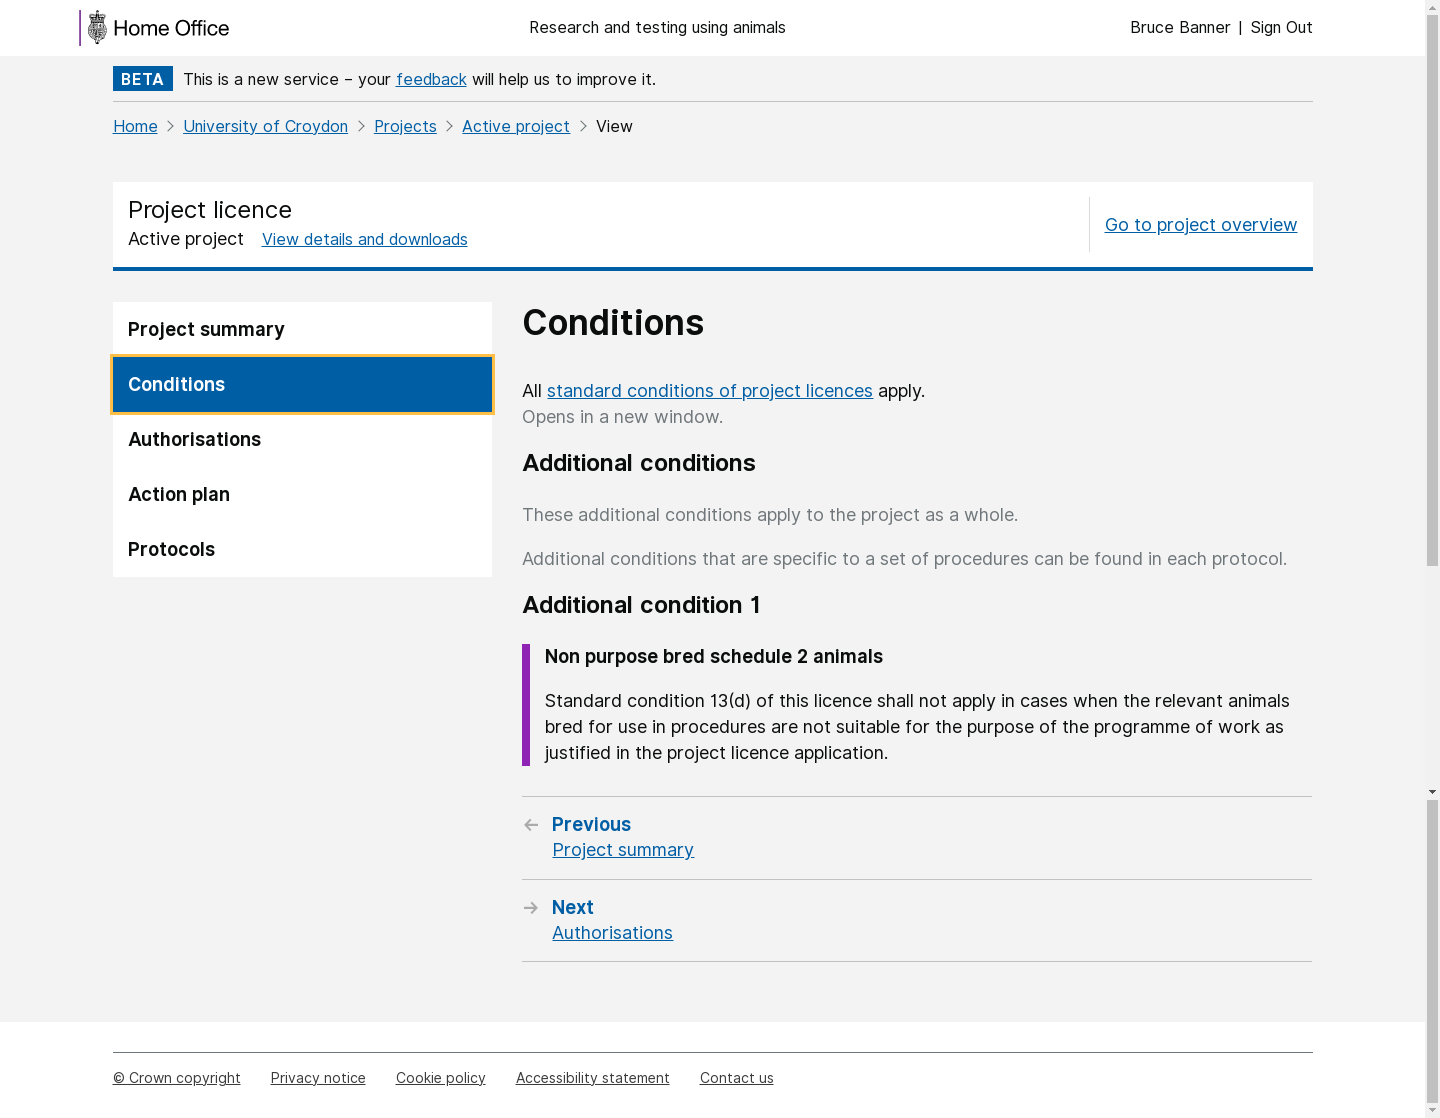 Home Office
Research and testing using animals
Bruce Banner | Sign Out
BETA This is a new service – your feedback will help us to improve it.
Home > University of Croydon > Projects > Active project > View
Project licence
Active project View details and downloads
Go to project overview
Project summary
Conditions
Authorisations
Action plan
Protocols
Conditions
All standard conditions of project licences apply.
Opens in a new window.
Additional conditions
These additional conditions apply to the project as a whole.
Additional conditions that are specific to a set of procedures can be found in each protocol.
Additional condition 1
Non purpose bred schedule 2 animals
Standard condition 13(d) of this licence shall not apply in cases when the relevant animals
bred for use in procedures are not suitable for the purpose of the programme of work as
justified in the project licence application.
← Previous
Project summary
→ Next
Authorisations
© Crown copyright Privacy notice Cookie policy Accessibility statement Contact us